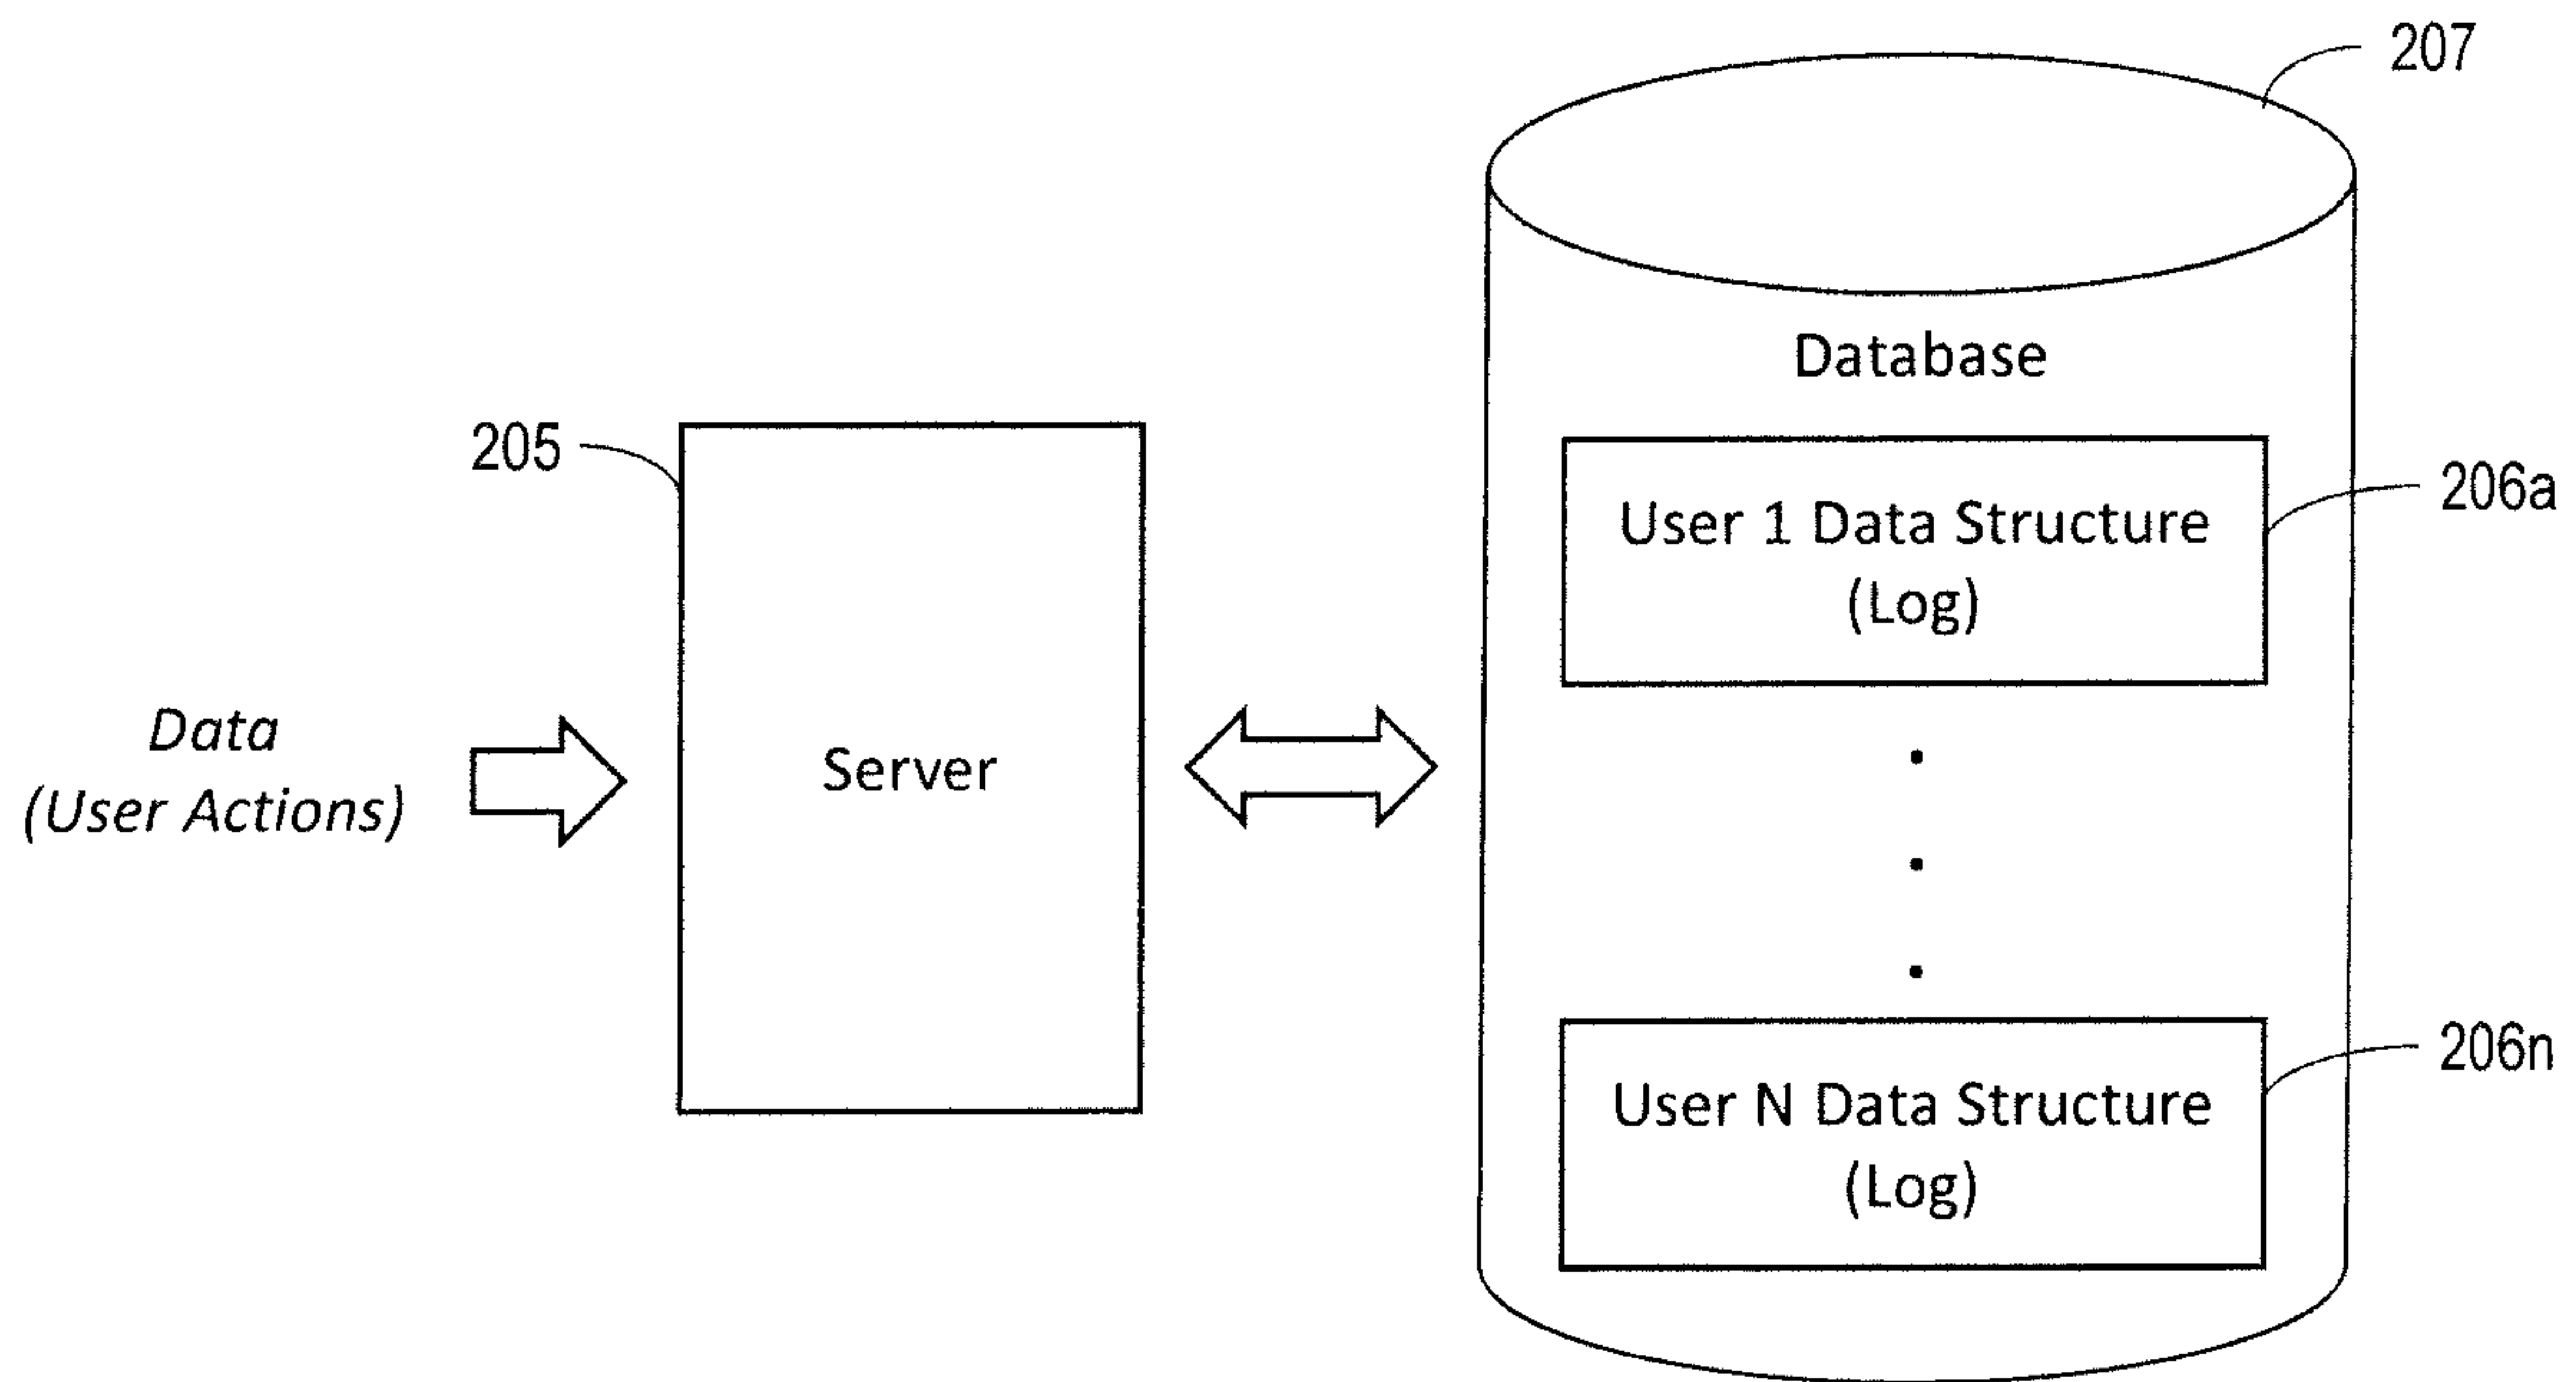 207
Database
205
206a
User 1 Data Structure
(Log)
Data
(User Actions)
Server
206n
User N Data Structure
(Log)